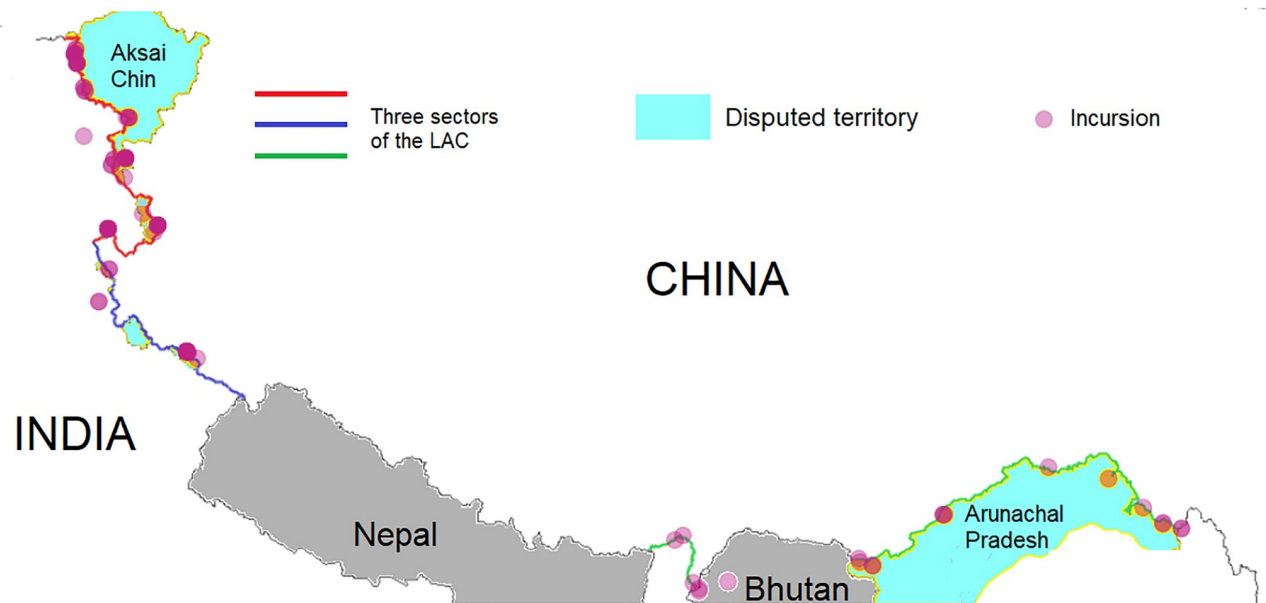 Aksai
Chin
Three sectors
of the LAC
Disputed territory
Incursion
CHINA
INDIA
Nepal
Arunachal
Pradesh
Bhutan